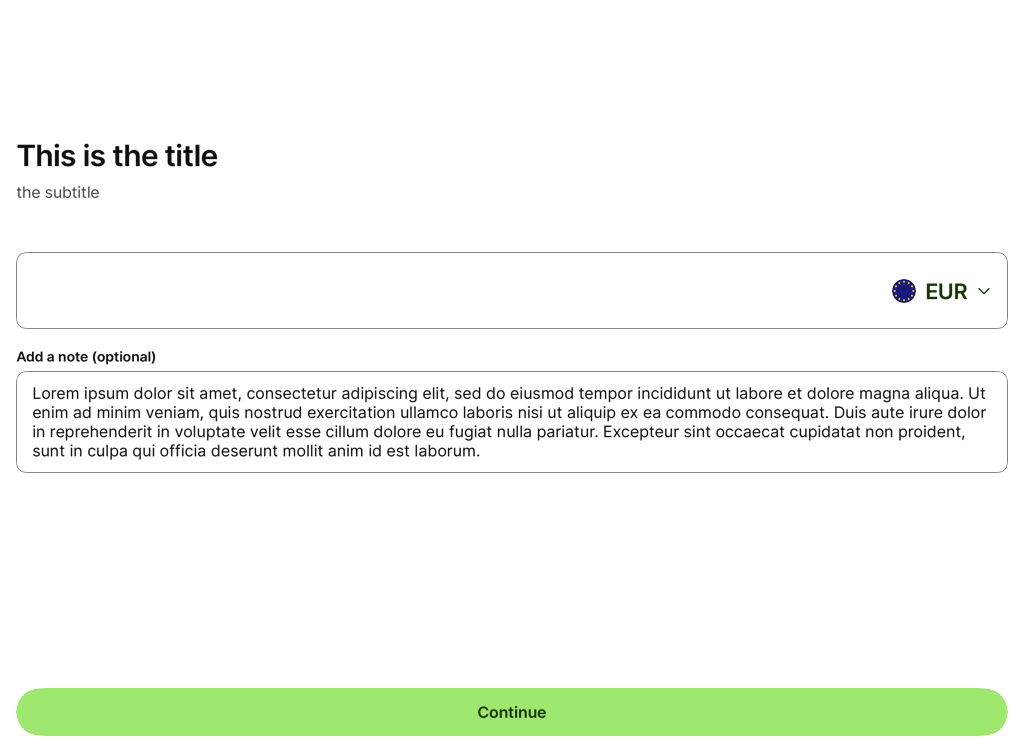 This is the title
the subtitle
EUR
Add a note (optional)
Lorem ipsum dolor sit amet, consectetur adipiscing elit, sed do eiusmod tempor incididunt ut labore et dolore magna aliqua. Ut
enim ad minim veniam, quis nostrud exercitation ullamco laboris nisi ut aliquip ex ea commodo consequat. Duis aute irure dolor
in reprehenderit in voluptate velit esse cillum dolore eu fugiat nulla pariatur. Excepteur sint occaecat cupidatat non proident,
sunt in culpa qui officia deserunt mollit anim id est laborum.
Continue